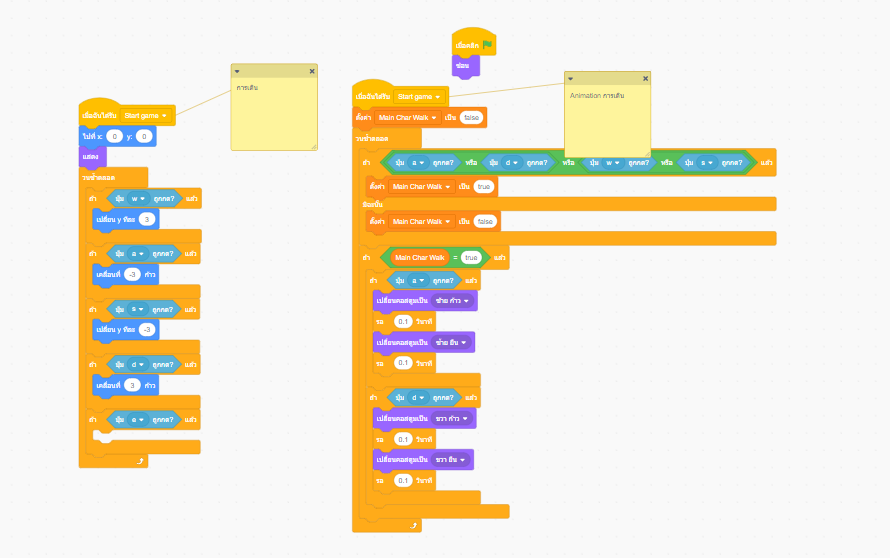 เมื่อฉันได้รับ Start game
ไปที่ x: 0 y: 0
แสดง
วนซ้ำตลอด
ถ้า ปุ่ม w ถูกกด? แล้ว
เปลี่ยน y ทีละ 3
ถ้า ปุ่ม a ถูกกด? แล้ว
เคลื่อนที่ -3 ก้าว
ถ้า ปุ่ม s ถูกกด? แล้ว
เปลี่ยน y ทีละ -3
ถ้า ปุ่ม d ถูกกด? แล้ว
เคลื่อนที่ 3 ก้าว
ถ้า ปุ่ม e ถูกกด? แล้ว
การเดิน
เมื่อคลิก
ซ่อน
เมื่อฉันได้รับ Start game
ตั้งค่า Main Char Walk เป็น false
วนซ้ำตลอด
ถ้า ปุ่ม a ถูกกด? หรือ ปุ่ม d ถูกกด? หรือ ปุ่ม w ถูกกด? หรือ ปุ่ม s ถูกกด? แล้ว
ตั้งค่า Main Char Walk เป็น true
มิฉะนั้น
ตั้งค่า Main Char Walk เป็น false
ถ้า Main Char Walk = true แล้ว
ถ้า ปุ่ม a ถูกกด? แล้ว
เปลี่ยนคอสตูมเป็น ซ้าย ก้าว
รอ 0.1 วินาที
เปลี่ยนคอสตูมเป็น ซ้าย ยืน
รอ 0.1 วินาที
ถ้า ปุ่ม d ถูกกด? แล้ว
เปลี่ยนคอสตูมเป็น ขวา ก้าว
รอ 0.1 วินาที
เปลี่ยนคอสตูมเป็น ขวา ยืน
รอ 0.1 วินาที
Animation การเดิน